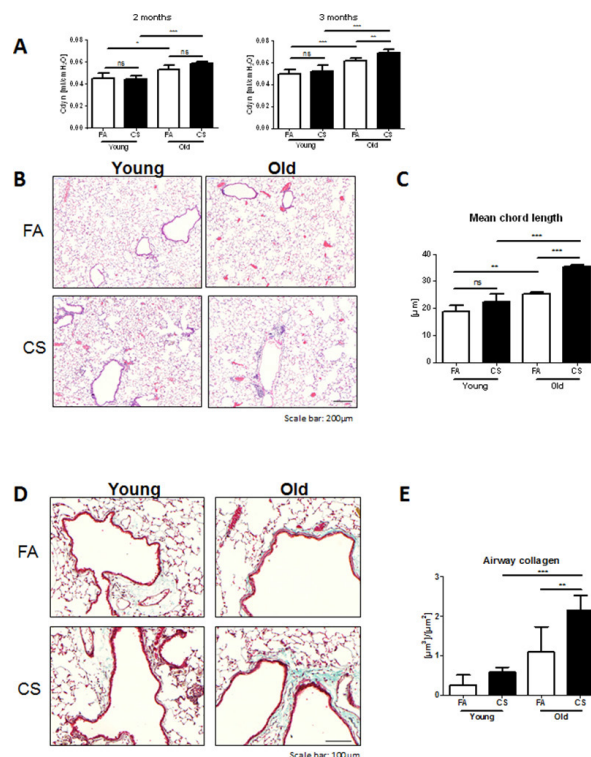 A
2 months
3 months
Cdyn [ml/cm H₂O]
0.08
0.06
0.04
0.02
0.00
*
***
ns
ns
FA
CS
FA
CS
Young
Old
Cdyn [ml/cm H₂O]
0.08
0.06
0.04
0.02
0.00
***
***
ns
**
FA
CS
FA
CS
Young
Old
B
Young
Old
FA
CS
Scale bar: 200µm
C
Mean chord length
[µm]
40
30
20
10
0
***
**
***
ns
FA
CS
FA
CS
Young
Old
D
Young
Old
FA
CS
Scale bar: 100µm
E
Airway collagen
[µm³]/[µm²]
3
2
1
0
***
**
FA
CS
FA
CS
Young
Old